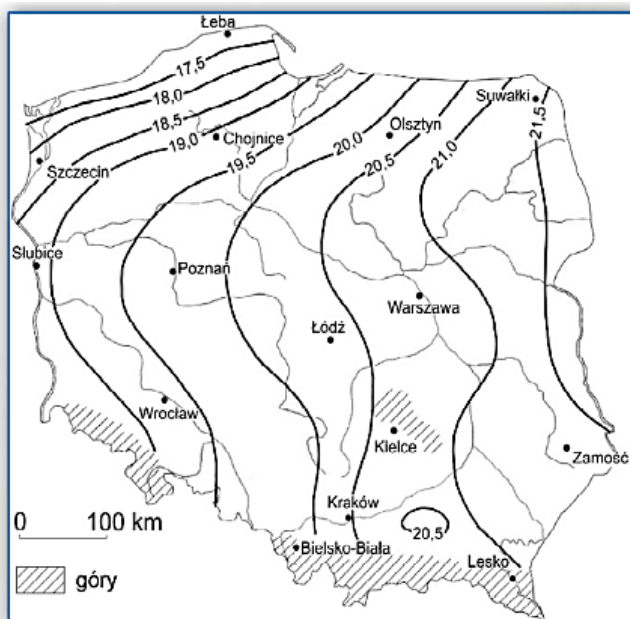 Łeba
17,5
18,0
18,5
19,0
19,5
20,0
20,5
21,0
21,5
Suwałki
Chojnice
Olsztyn
Szczecin
Słubice
Poznań
Warszawa
Łódź
Wrocław
Kielce
Zamość
Kraków
0 100 km
20,5
Bielsko-Biała
Lesko
góry